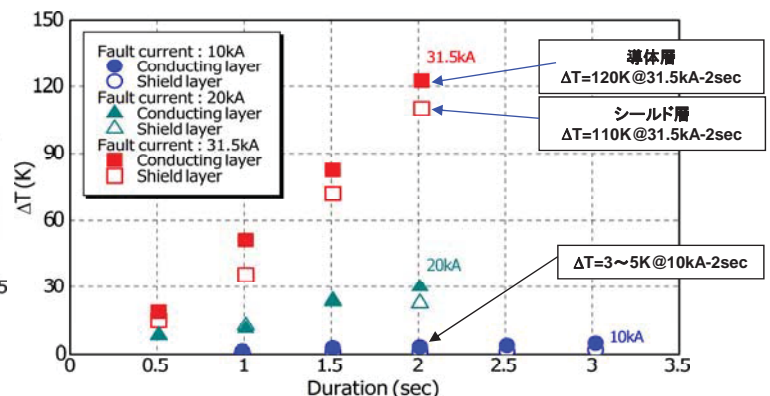 150
120
90
60
30
0
ΔT (K)
Fault current : 10kA
Conducting layer
Shield layer
Fault current : 20kA
Conducting layer
Shield layer
Fault current : 31.5kA
Conducting layer
Shield layer
31.5kA
導体層
ΔT=120K@31.5kA-2sec
シールド層
ΔT=110K@31.5kA-2sec
20kA
ΔT=3～5K@10kA-2sec
10kA
5
0 0.5 1 1.5 2 2.5 3 3.5
Duration (sec)